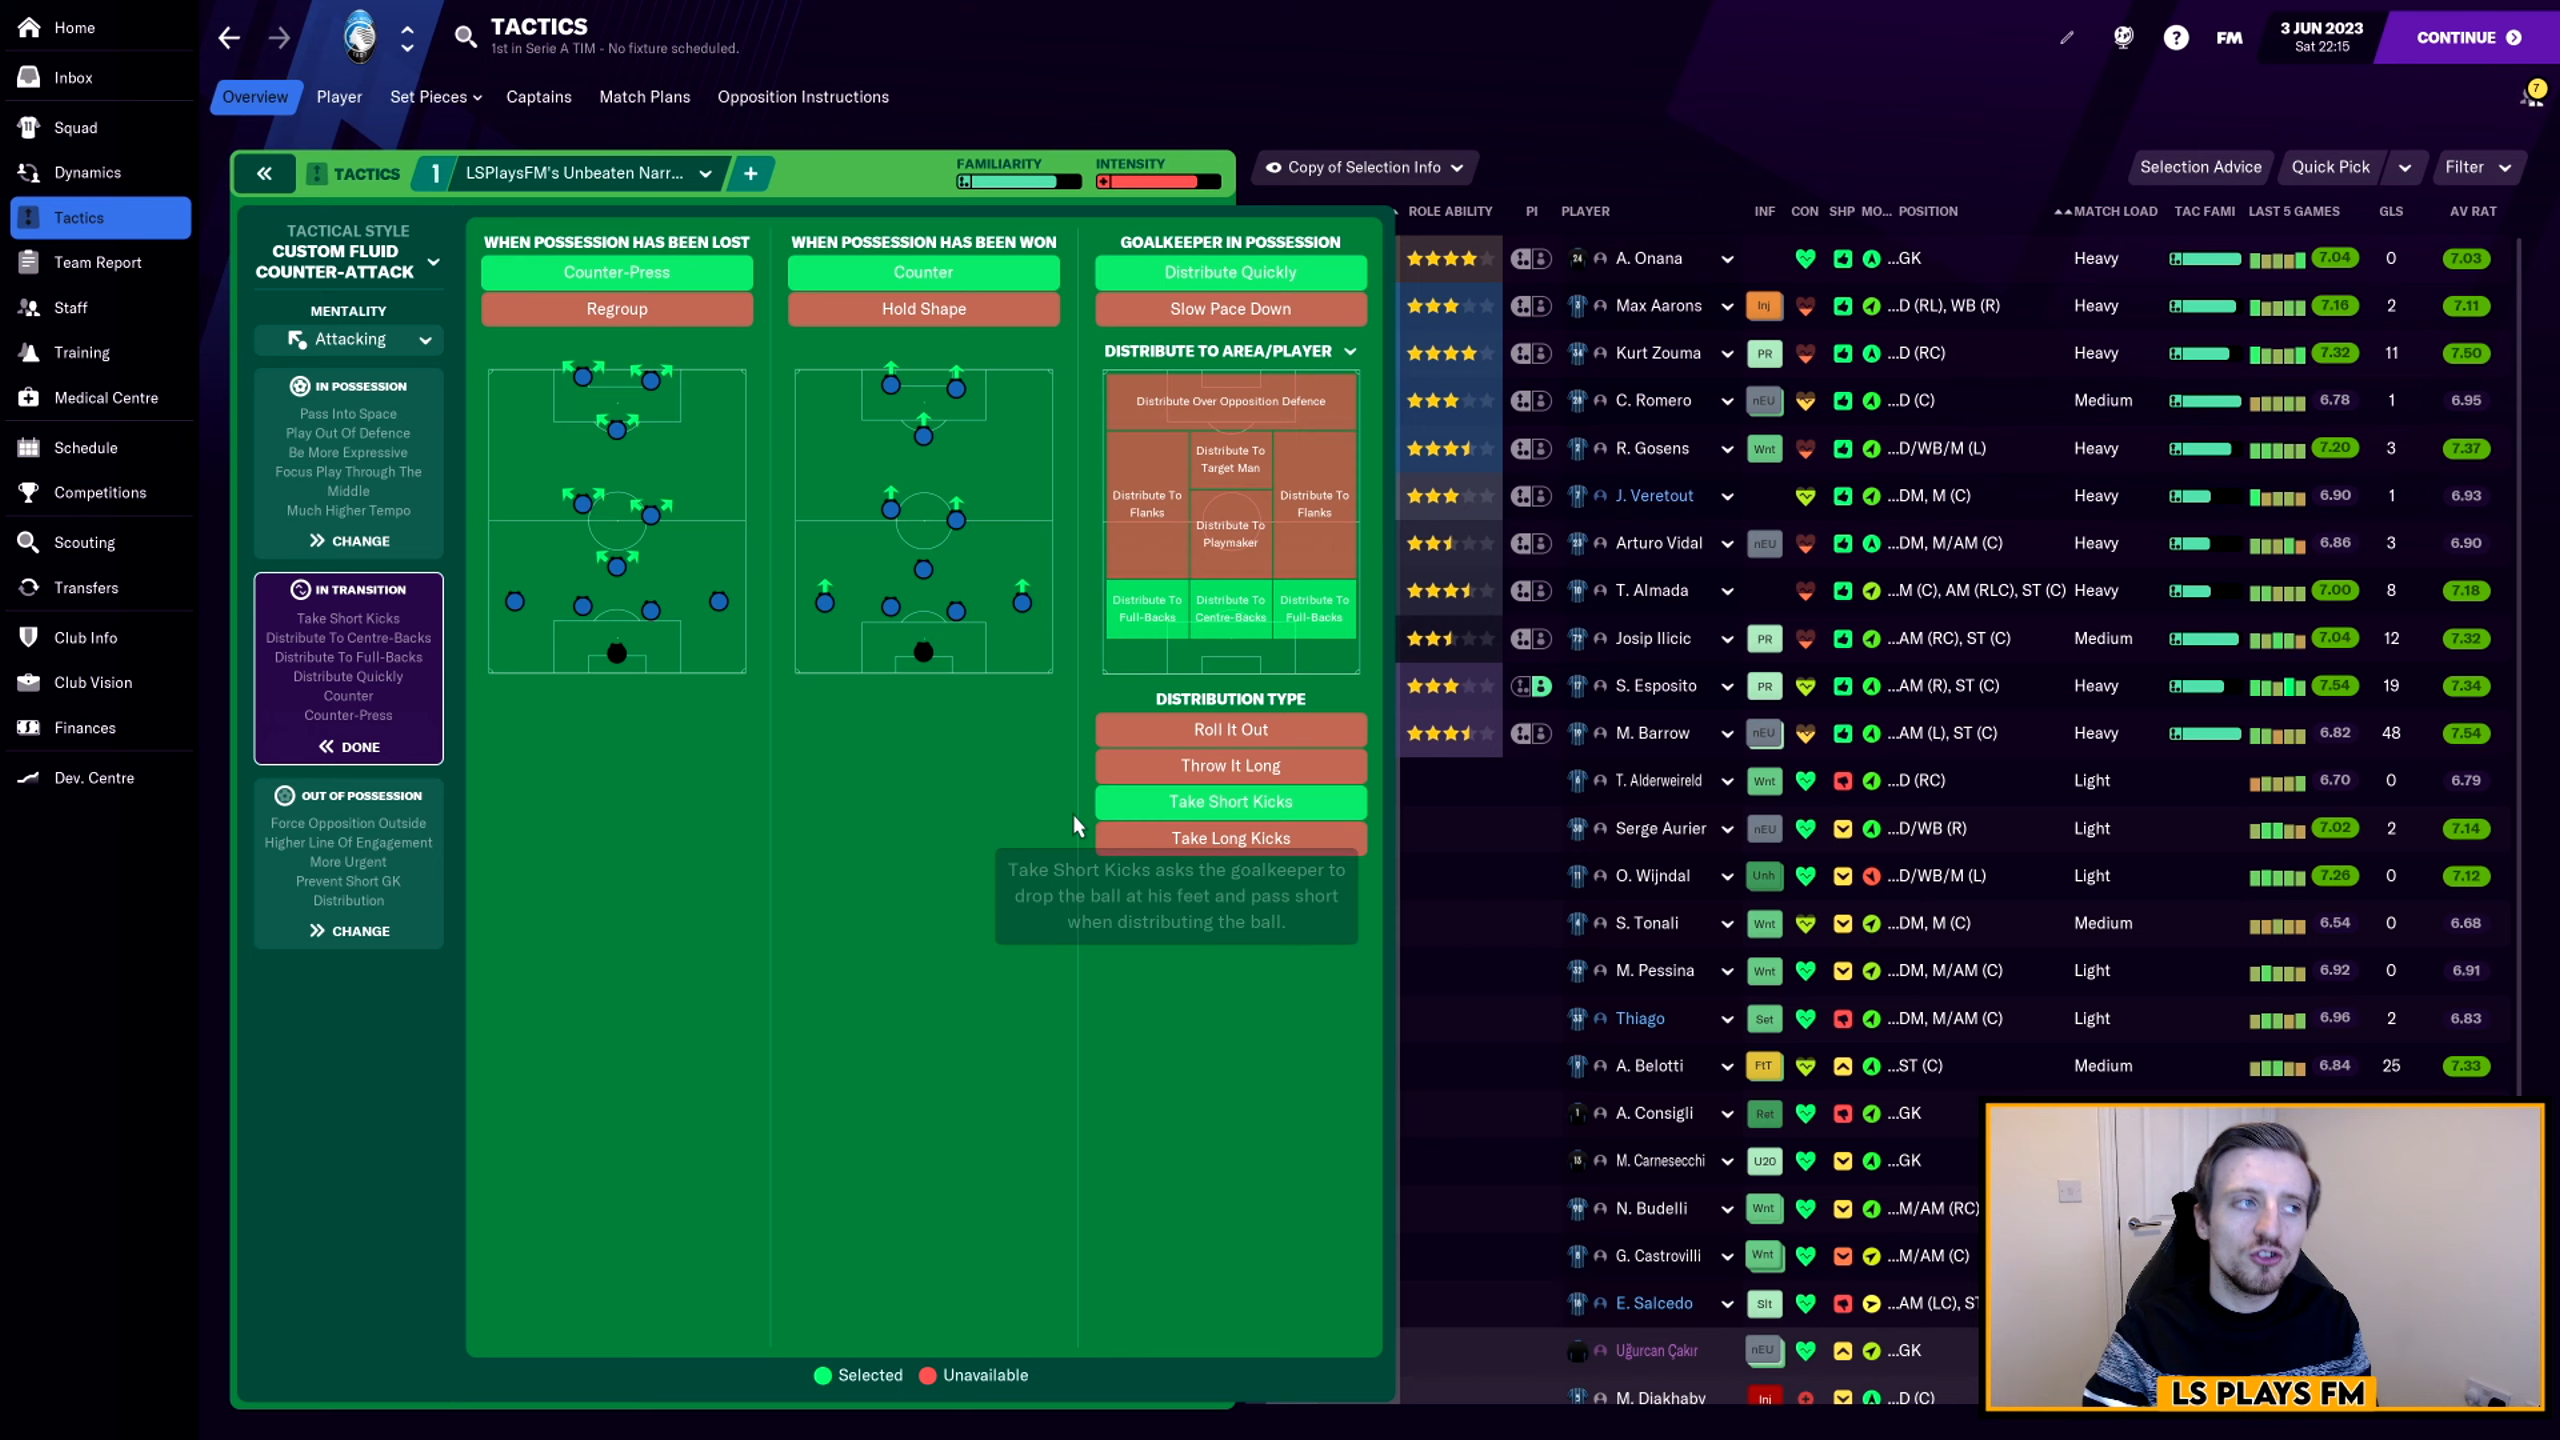 Home
Inbox
Squad
Dynamics
Tactics
Team Report
Staff
Training
Medical Centre
Schedule
Competitions
Scouting
Transfers
Club Info
Club Vision
Finances
Dev. Centre
TACTICS
1st in Serie A TIM - No fixture scheduled.
FM
3 JUN 2023
Sat 22:15
CONTINUE
Overview
Player
Set Pieces
Captains
Match Plans
Opposition Instructions
7
TACTICS
1
LSPlaysFM's Unbeaten Narr...
+
FAMILIARITY
INTENSITY
TACTICAL STYLE
CUSTOM FLUID
COUNTER-ATTACK
MENTALITY
Attacking
IN POSSESSION
Pass Into Space
Play Out Of Defence
Be More Expressive
Focus Play Through The
Middle
Much Higher Tempo
CHANGE
IN TRANSITION
Take Short Kicks
Distribute To Centre-Backs
Distribute To Full-Backs
Distribute Quickly
Counter
Counter-Press
DONE
OUT OF POSSESSION
Force Opposition Outside
Higher Line Of Engagement
More Urgent
Prevent Short GK
Distribution
CHANGE
WHEN POSSESSION HAS BEEN LOST
Counter-Press
Regroup
WHEN POSSESSION HAS BEEN WON
Counter
Hold Shape
GOALKEEPER IN POSSESSION
Distribute Quickly
Slow Pace Down
DISTRIBUTE TO AREA/PLAYER
Distribute Over Opposition Defence
Distribute To
Target Man
Distribute To
Flanks
Distribute To
Flanks
Distribute To
Playmaker
Distribute To
Full-Backs
Distribute To
Centre-Backs
Distribute To
Full-Backs
DISTRIBUTION TYPE
Roll It Out
Throw It Long
Take Short Kicks
Take Long Kicks
Take Short Kicks asks the goalkeeper to
drop the ball at his feet and pass short
when distributing the ball.
Selected
Unavailable
Copy of Selection Info
Selection Advice
Quick Pick
Filter
ROLE ABILITY PI PLAYER INF CON SHP MO... POSITION MATCH LOAD TAC FAMI LAST 5 GAMES GLS AV RAT
A. Onana ...GK Heavy 7.04 0 7.03
Max Aarons Inj ...D (RL), WB (R) Heavy 7.16 2 7.11
Kurt Zouma PR ...D (RC) Heavy 7.32 11 7.50
C. Romero nEU ...D (C) Medium 6.78 1 6.95
R. Gosens Wnt ...D/WB/M (L) Heavy 7.20 3 7.37
J. Veretout ...DM, M (C) Heavy 6.90 1 6.93
Arturo Vidal nEU ...DM, M/AM (C) Heavy 6.86 3 6.90
T. Almada ...M (C), AM (RLC), ST (C) Heavy 7.00 8 7.18
Josip Ilicic PR ...AM (RC), ST (C) Medium 7.04 12 7.32
S. Esposito PR ...AM (R), ST (C) Heavy 7.54 19 7.34
M. Barrow nEU ...AM (L), ST (C) Heavy 6.82 48 7.54
T. Alderweireld Wnt ...D (RC) Light 6.70 0 6.79
Serge Aurier nEU ...D/WB (R) Light 7.02 2 7.14
O. Wijndal Unh ...D/WB/M (L) Light 7.26 0 7.12
S. Tonali Wnt ...DM, M (C) Medium 6.54 0 6.68
M. Pessina Wnt ...DM, M/AM (C) Light 6.92 0 6.91
Thiago Set ...DM, M/AM (C) Light 6.96 2 6.83
A. Belotti FtT ...ST (C) Medium 6.84 25 7.33
A. Consigli Ret ...GK
M. Carnesecchi U20 ...GK
N. Budelli Wnt ...M/AM (RC)
G. Castrovilli Wnt ...M/AM (C)
E. Salcedo Slt ...AM (LC), ST
Uğurcan Çakır nEU ...GK
M. Diakhaby Inj ...D (C)
LS PLAYS FM